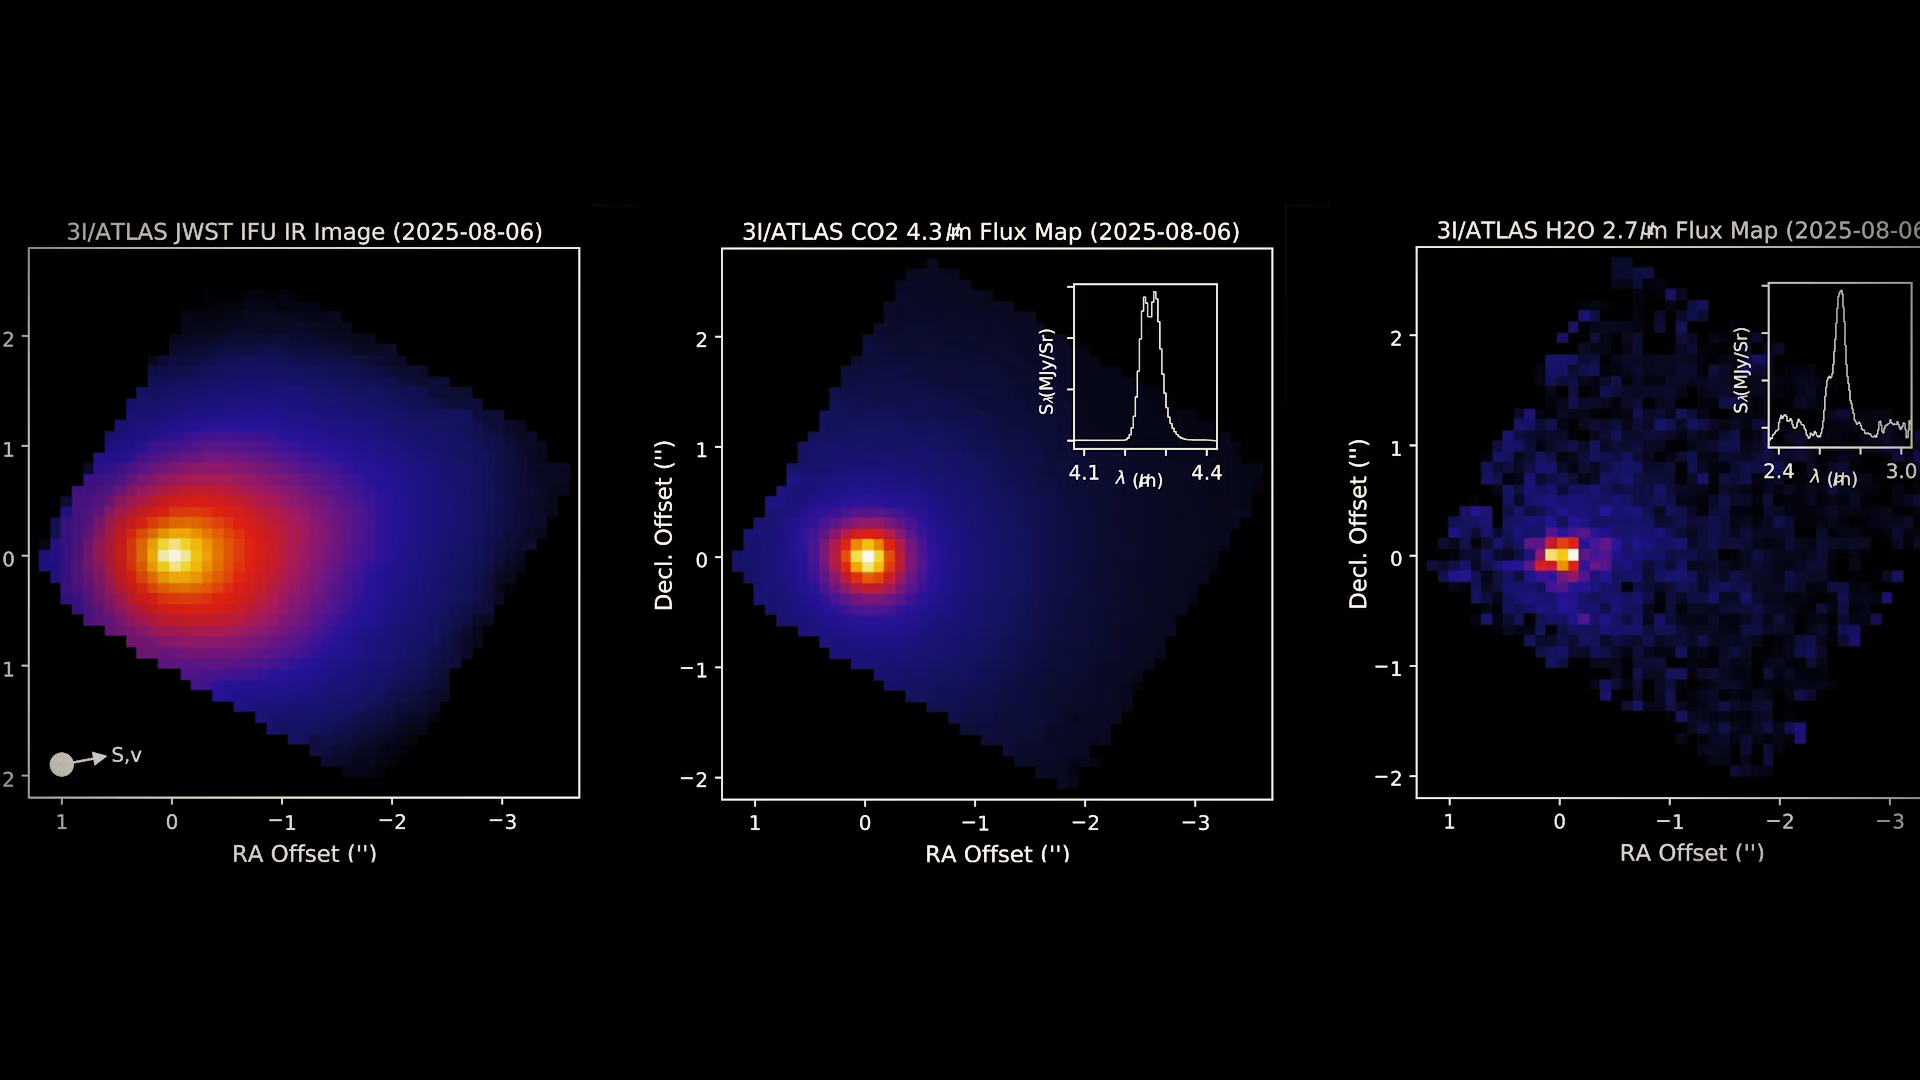 3I/ATLAS JWST IFU IR Image (2025-08-06)
2
1
0
1
2
S,v
1
0
−1
−2
−3
RA Offset ('')
3I/ATLAS CO2 4.3 μm Flux Map (2025-08-06)
Decl. Offset ('')
2
1
0
−1
−2
Sλ(MJy/Sr)
4.1
4.4
λ (μm)
1
0
−1
−2
−3
RA Offset ('')
3I/ATLAS H2O 2.7 μm Flux Map (2025-08-06
Decl. Offset ('')
2
1
0
−1
−2
Sλ(MJy/Sr)
2.4
3.0
λ (μm)
1
0
−1
−2
−3
RA Offset ('')